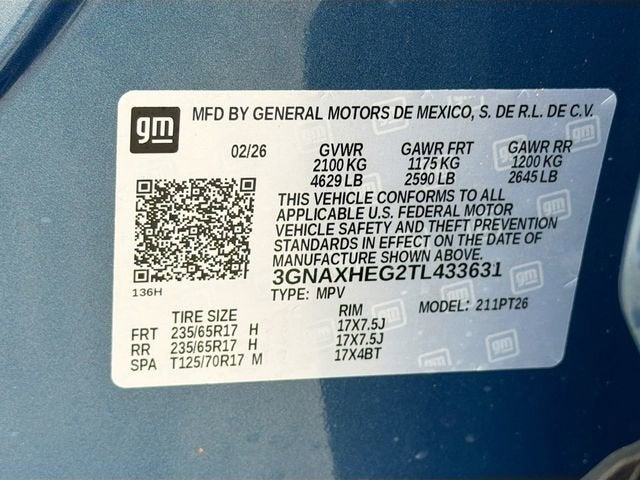 gm
MFD BY GENERAL MOTORS DE MEXICO, S. DE R.L. DE C.V.
02/26 GVWR GAWR FRT GAWR RR
2100 KG 1175 KG 1200 KG
4629 LB 2590 LB 2645 LB
THIS VEHICLE CONFORMS TO ALL
APPLICABLE U.S. FEDERAL MOTOR
VEHICLE SAFETY AND THEFT PREVENTION
STANDARDS IN EFFECT ON THE DATE OF
MANUFACTURE SHOWN ABOVE.
3GNAXHEG2TL433631
136H
TYPE: MPV MODEL: 211PT26
TIRE SIZE RIM
FRT 235/65R17 H 17X7.5J
RR 235/65R17 H 17X7.5J
SPA T125/70R17 M 17X4BT